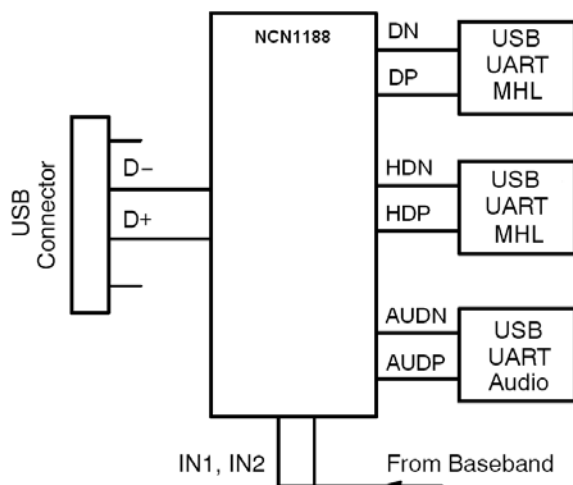 NCN1188
USB
Connector
D−
D+
DN
DP
USB
UART
MHL
HDN
HDP
USB
UART
MHL
AUDN
AUDP
USB
UART
Audio
IN1, IN2
From Baseband